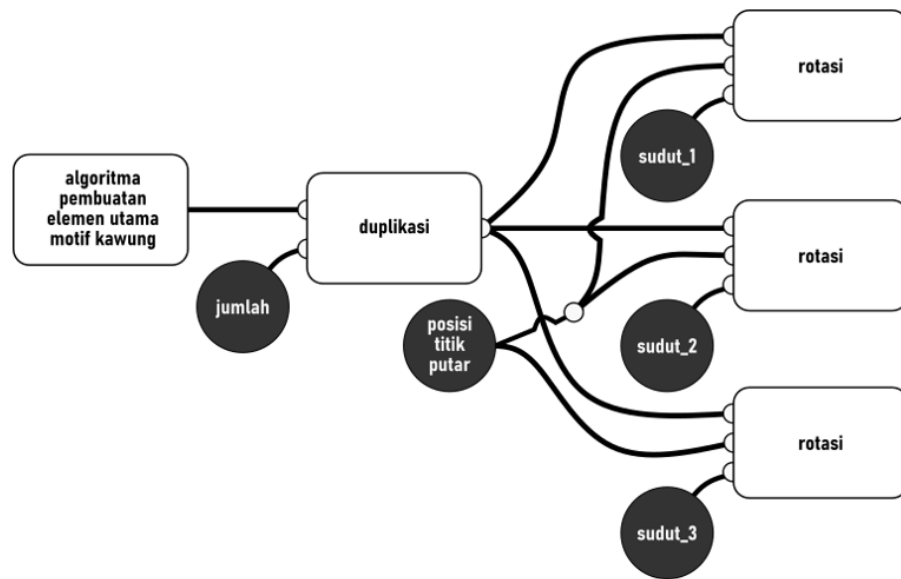 rotasi
sudut_1
algoritma
pembuatan
elemen utama
motif kawung
duplikasi
rotasi
jumlah
posisi
titik
putar
sudut_2
rotasi
sudut_3